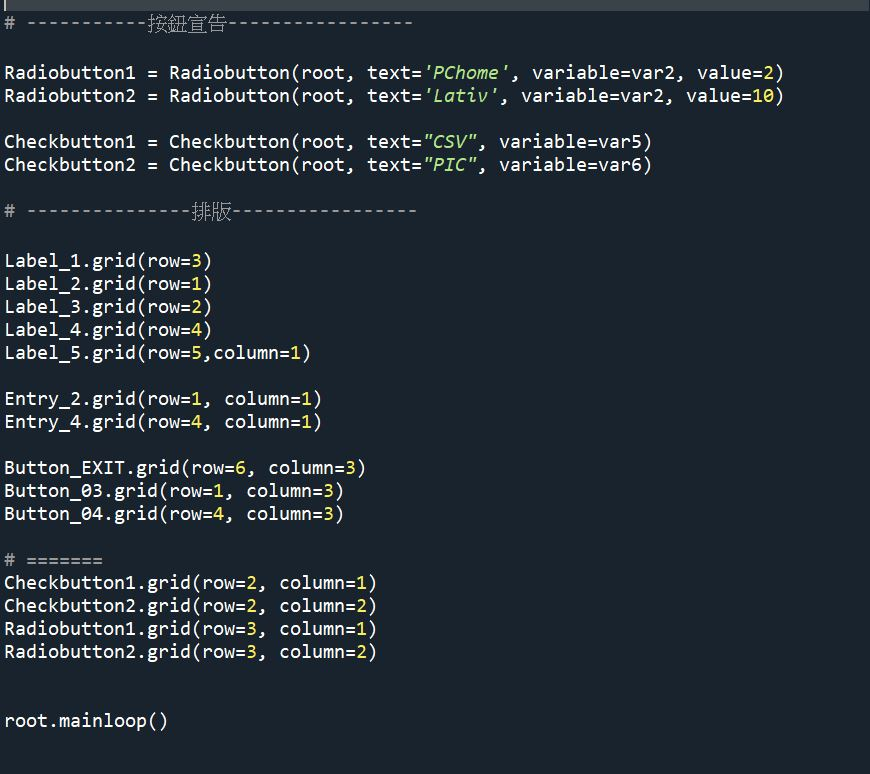 # -----------按鈕宣告-----------------
Radiobutton1 = Radiobutton(root, text='PChome', variable=var2, value=2)
Radiobutton2 = Radiobutton(root, text='Lativ', variable=var2, value=10)
Checkbutton1 = Checkbutton(root, text="CSV", variable=var5)
Checkbutton2 = Checkbutton(root, text="PIC", variable=var6)
# ---------------排版-----------------
Label_1.grid(row=3)
Label_2.grid(row=1)
Label_3.grid(row=2)
Label_4.grid(row=4)
Label_5.grid(row=5,column=1)
Entry_2.grid(row=1, column=1)
Entry_4.grid(row=4, column=1)
Button_EXIT.grid(row=6, column=3)
Button_03.grid(row=1, column=3)
Button_04.grid(row=4, column=3)
# =======
Checkbutton1.grid(row=2, column=1)
Checkbutton2.grid(row=2, column=2)
Radiobutton1.grid(row=3, column=1)
Radiobutton2.grid(row=3, column=2)
root.mainloop()